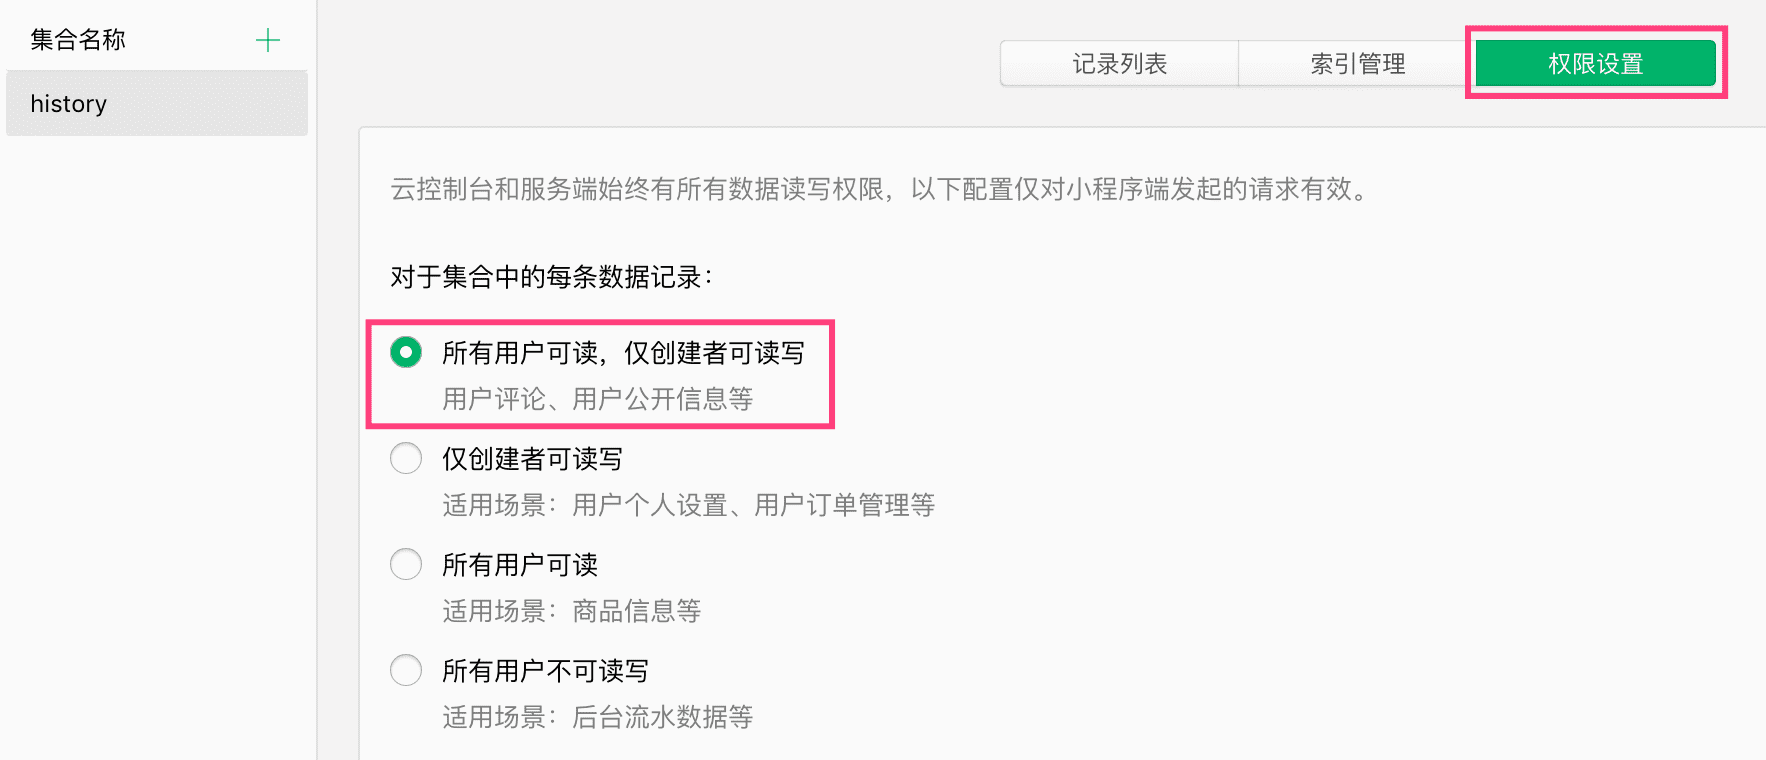 集合名称
history
记录列表
索引管理
权限设置
云控制台和服务端始终有所有数据读写权限，以下配置仅对小程序端发起的请求有效。
对于集合中的每条数据记录：
所有用户可读，仅创建者可读写
用户评论、用户公开信息等
仅创建者可读写
适用场景：用户个人设置、用户订单管理等
所有用户可读
适用场景：商品信息等
所有用户不可读写
适用场景：后台流水数据等